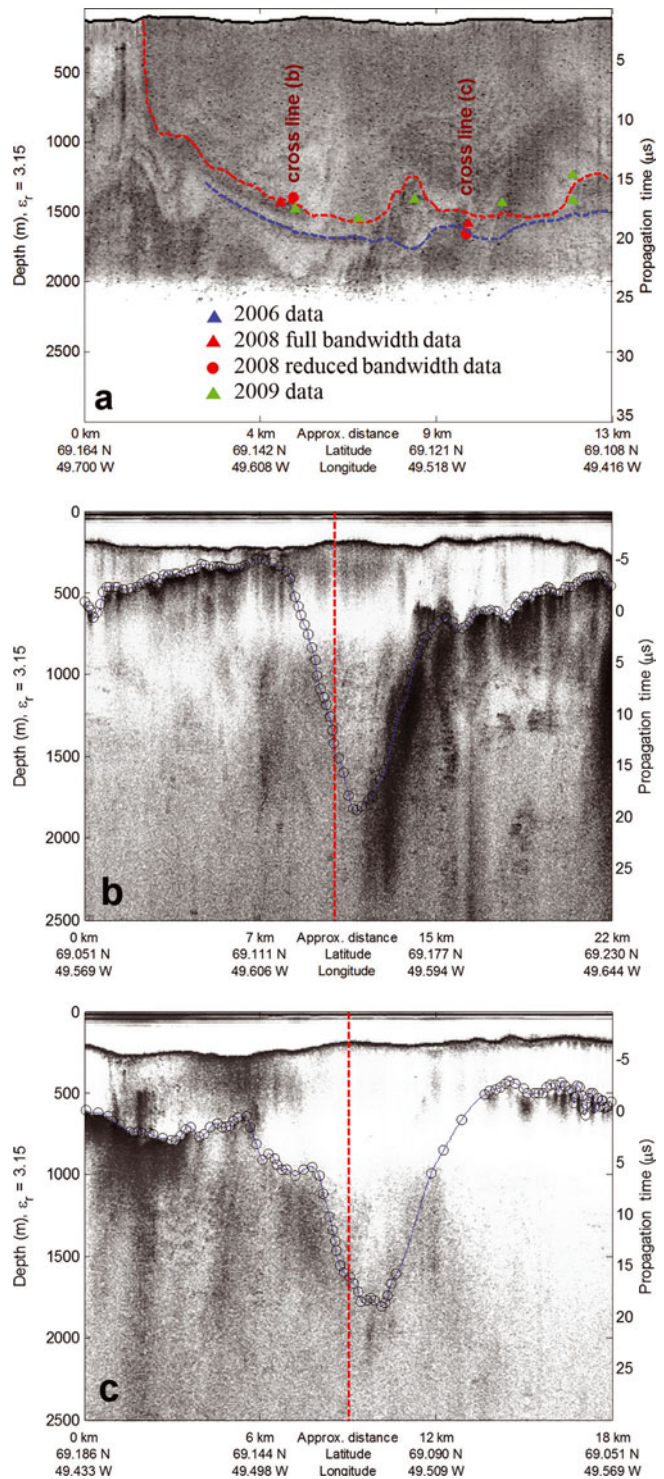 500
1000
1500
2000
2500
Depth (m), εr = 3.15
5
10
15
20
25
30
35
Propagation time (µs)
cross line (b)
cross line (c)
2006 data
2008 full bandwidth data
2008 reduced bandwidth data
2009 data
a
0 km 4 km Approx. distance 9 km 13 km
69.164 N 69.142 N Latitude 69.121 N 69.108 N
49.700 W 49.608 W Longitude 49.518 W 49.416 W
0
500
1000
1500
2000
2500
Depth (m), εr = 3.15
-5
0
5
10
15
20
25
Propagation time (µs)
b
0 km 7 km Approx. distance 15 km 22 km
69.051 N 69.111 N Latitude 69.177 N 69.230 N
49.569 W 49.606 W Longitude 49.594 W 49.644 W
0
500
1000
1500
2000
2500
Depth (m), εr = 3.15
-5
0
5
10
15
20
25
Propagation time (µs)
c
0 km 6 km Approx. distance 12 km 18 km
69.186 N 69.144 N Latitude 69.090 N 69.051 N
49.433 W 49.498 W Longitude 49.509 W 49.569 W